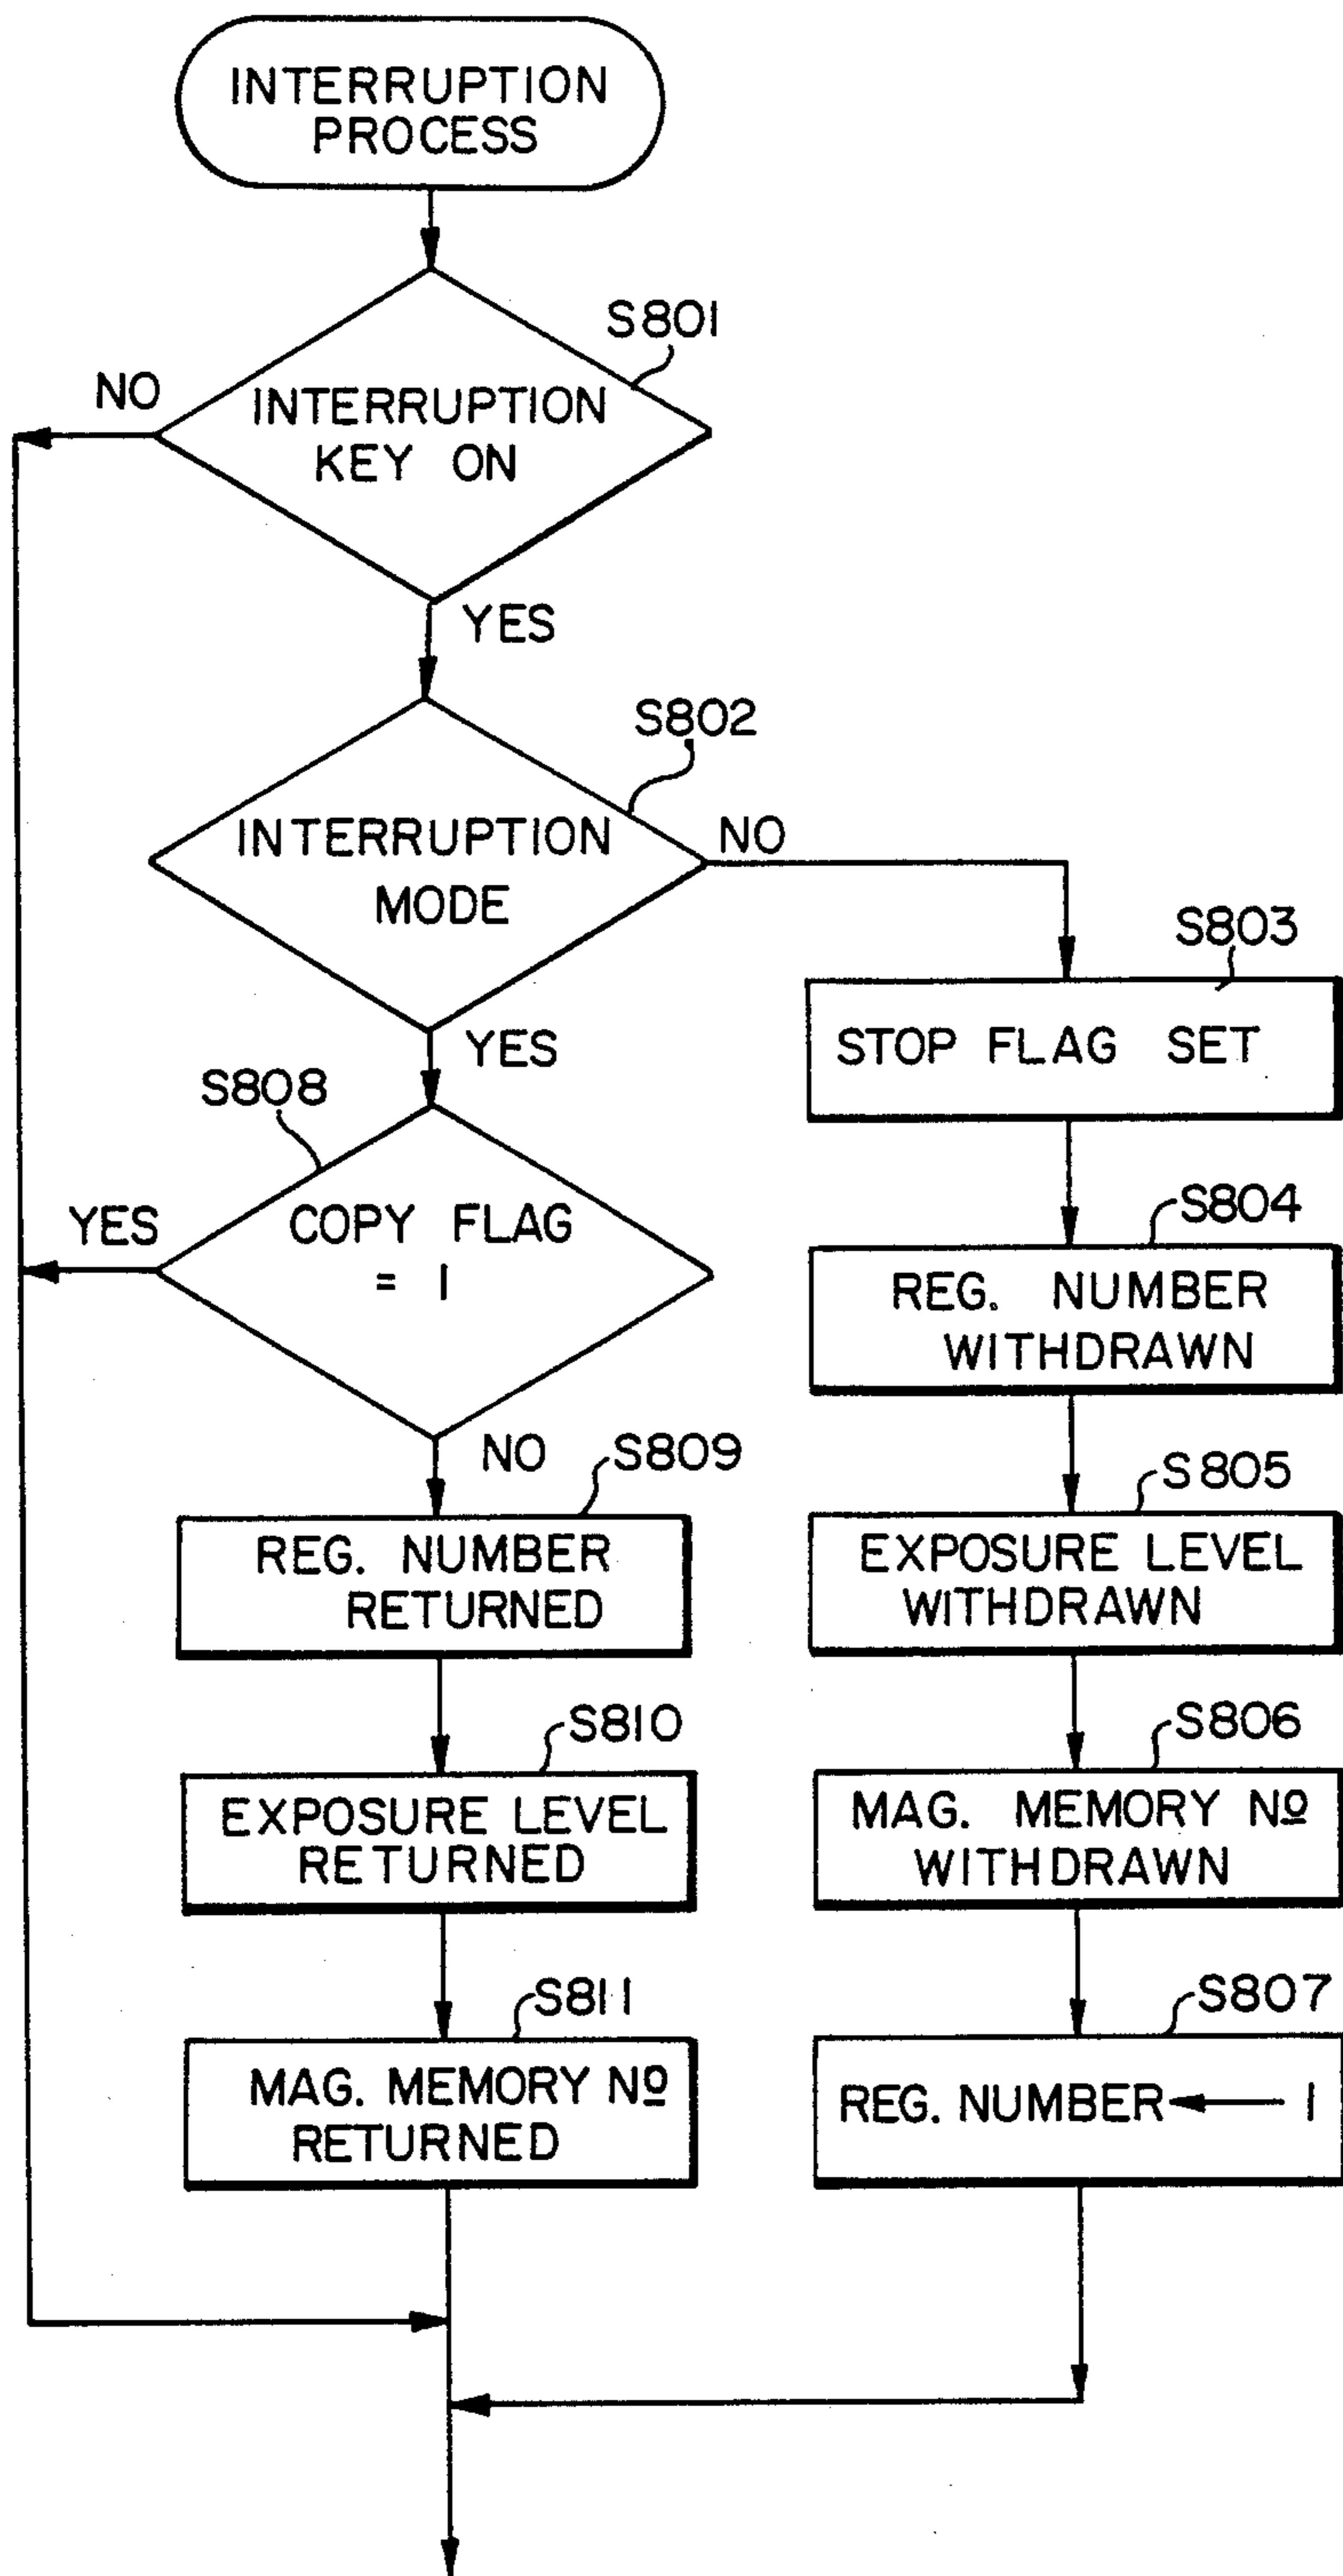 INTERRUPTION
PROCESS
S801
NO
INTERRUPTION
KEY ON
YES
S802
INTERRUPTION
MODE
NO
S803
STOP FLAG SET
YES
S808
COPY FLAG
= 1
YES
S804
REG. NUMBER
WITHDRAWN
NO
S809
REG. NUMBER
RETURNED
S805
EXPOSURE LEVEL
WITHDRAWN
S810
EXPOSURE LEVEL
RETURNED
S806
MAG. MEMORY Nº
WITHDRAWN
S811
MAG. MEMORY Nº
RETURNED
S807
REG. NUMBER ← 1